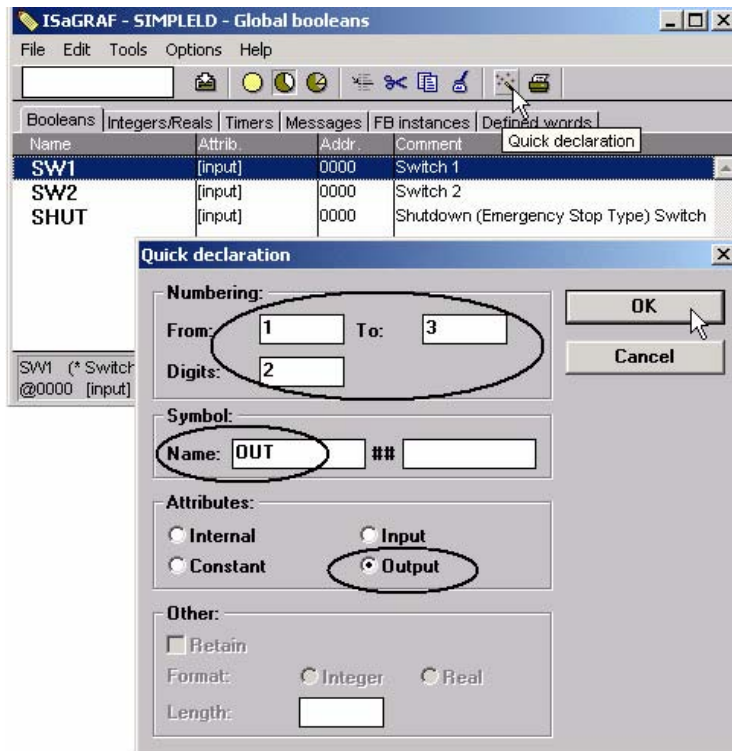 ISaGRAF - SIMPLELD - Global booleans
File Edit Tools Options Help
Booleans Integers/Reals Timers Messages FB instances Defined words
Name Attrib. Addr. Comment
Quick declaration
SW1 [input] 0000 Switch 1
SW2 [input] 0000 Switch 2
SHUT [input] 0000 Shutdown (Emergency Stop Type) Switch
Quick declaration
Numbering:
From: 1 To: 3
OK
Digits: 2
Cancel
SW1 (* Switch
@0000 [input]
Symbol:
Name: OUT ##
Attributes:
Internal Input
Constant Output
Other:
Retain
Format: Integer Real
Length: